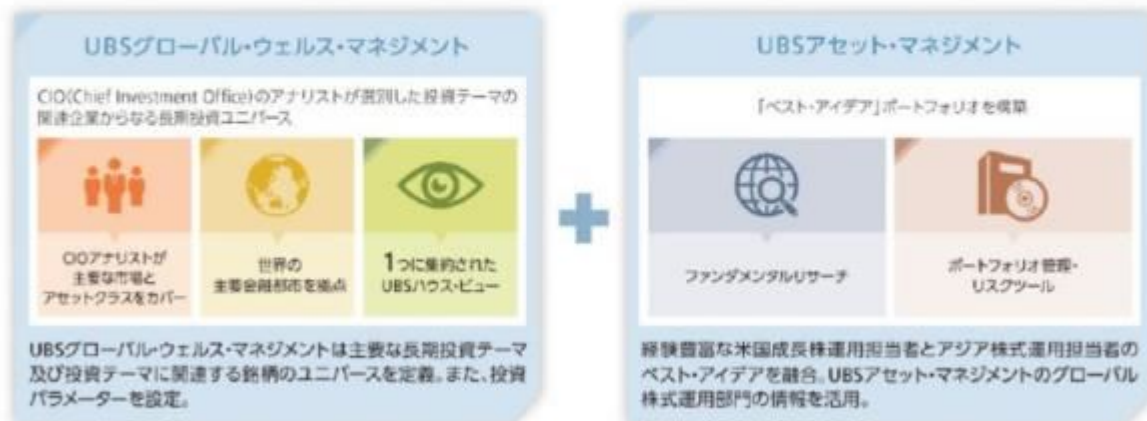 UBSグローバル・ウェルス・マネジメント
CIO(Chief Investment Office)のアナリストが選別した投資テーマの
関連企業からなる長期投資ユニバース
CIOアナリストが
主要な市場と
アセットクラスをカバー
世界の
主要金融都市を拠点
1つに集約された
UBSハウス・ビュー
UBSグローバル・ウェルス・マネジメントは主要な長期投資テーマ
及び投資テーマに関連する銘柄のユニバースを定義。また、投資
パラメーターを設定。
UBSアセット・マネジメント
「ベスト・アイデア」ポートフォリオを構築
ファンダメンタルリサーチ
ポートフォリオ管理・
リスクツール
経験豊富な米国成長株運用担当者とアジア株式運用担当者の
ベスト・アイデアを融合。UBSアセット・マネジメントのグローバル
株式運用部門の情報を活用。